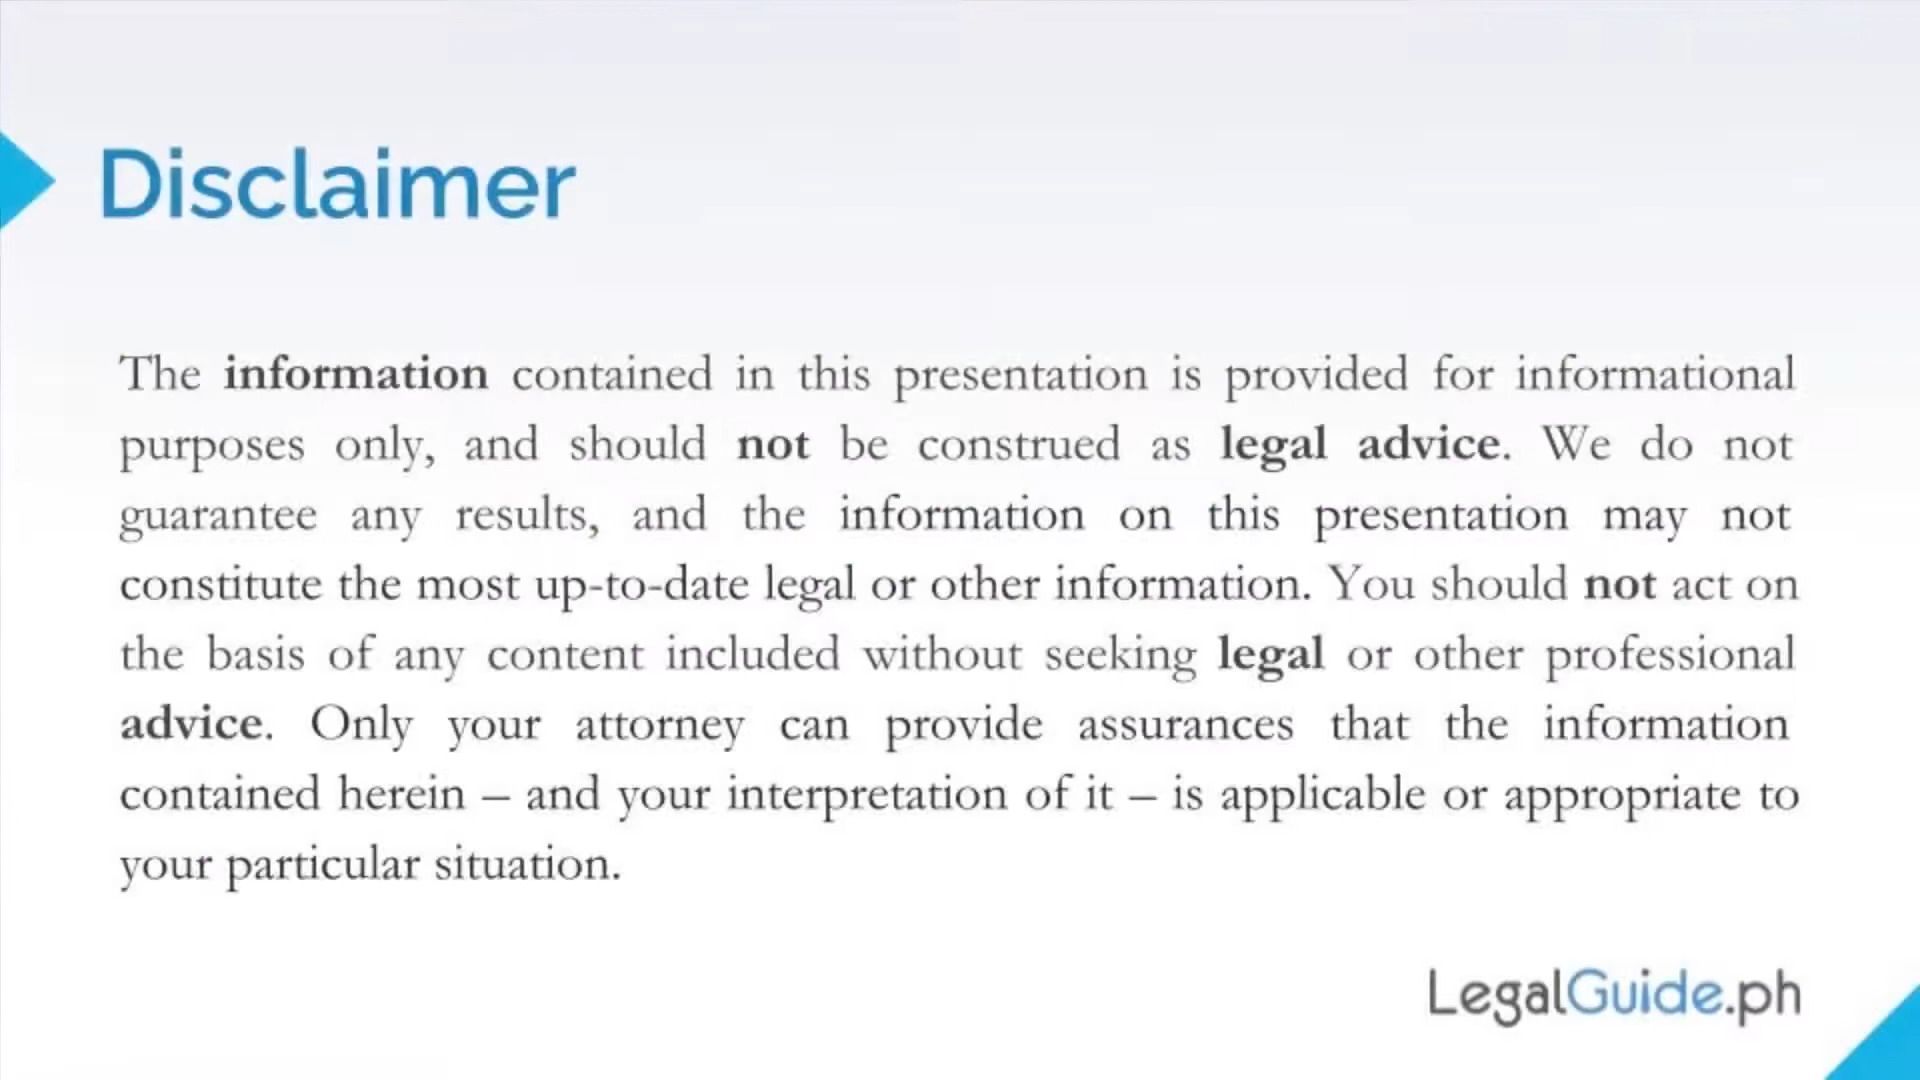 Disclaimer
The information contained in this presentation is provided for informational
purposes only, and should not be construed as legal advice. We do not
guarantee any results, and the information on this presentation may not
constitute the most up-to-date legal or other information. You should not act on
the basis of any content included without seeking legal or other professional
advice. Only your attorney can provide assurances that the information
contained herein – and your interpretation of it – is applicable or appropriate to
your particular situation.
LegalGuide.ph